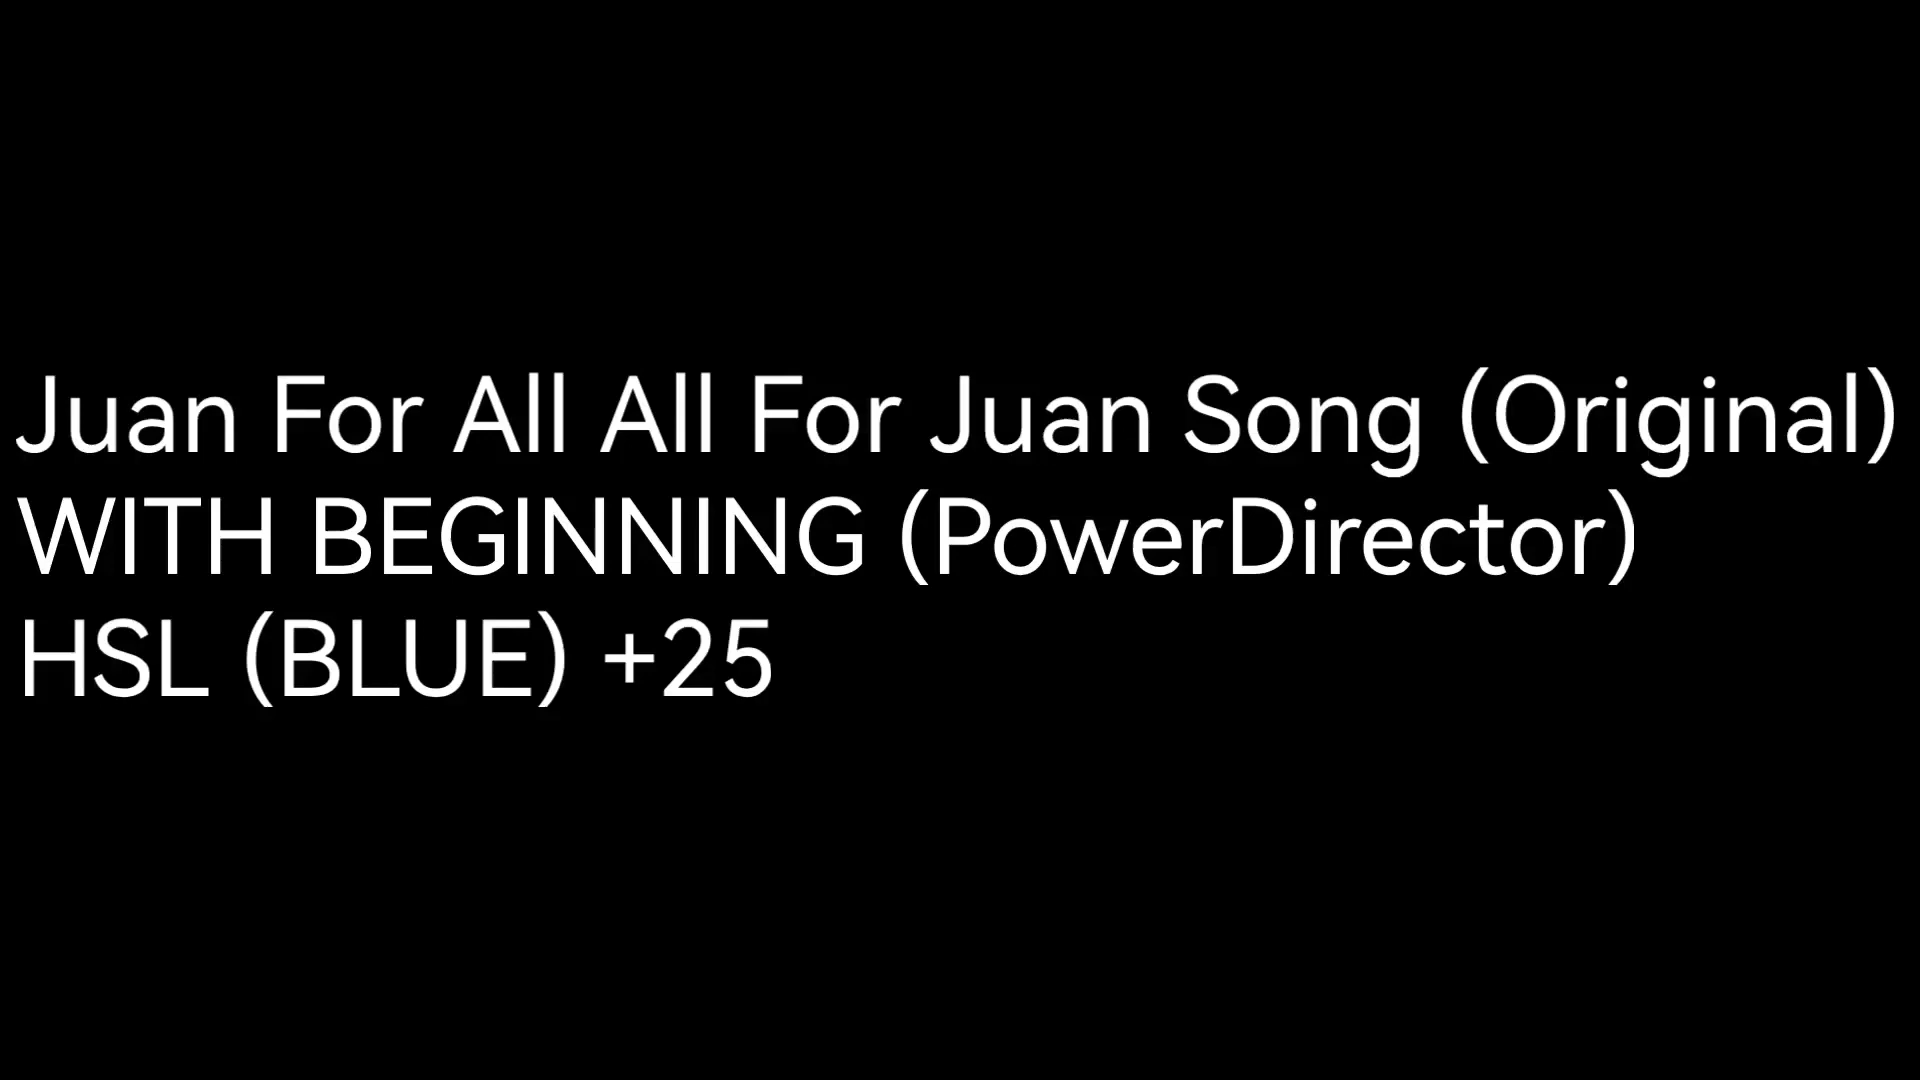 Juan For All All For Juan Song (Original)
WITH BEGINNING (PowerDirector)
HSL (BLUE) +25